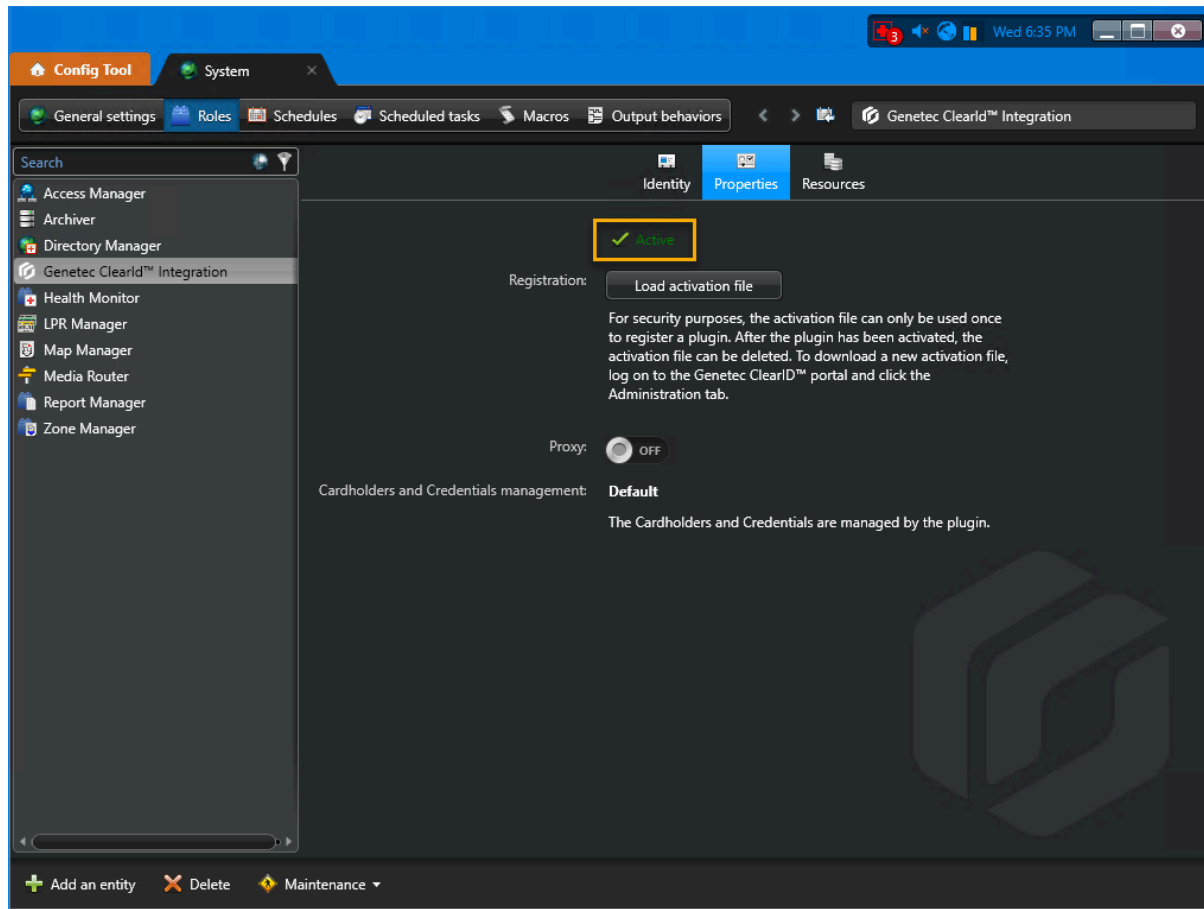 3
Wed 6:35 PM
Config Tool
System
General settings
Roles
Schedules
Scheduled tasks
Macros
Output behaviors
Genetec ClearId™ Integration
Search
Access Manager
Archiver
Directory Manager
Genetec ClearId™ Integration
Health Monitor
LPR Manager
Map Manager
Media Router
Report Manager
Zone Manager
Identity
Properties
Resources
Active
Registration:
Load activation file
For security purposes, the activation file can only be used once
to register a plugin. After the plugin has been activated, the
activation file can be deleted. To download a new activation file,
log on to the Genetec ClearID™ portal and click the
Administration tab.
Proxy:
OFF
Cardholders and Credentials management:
Default
The Cardholders and Credentials are managed by the plugin.
Add an entity
Delete
Maintenance